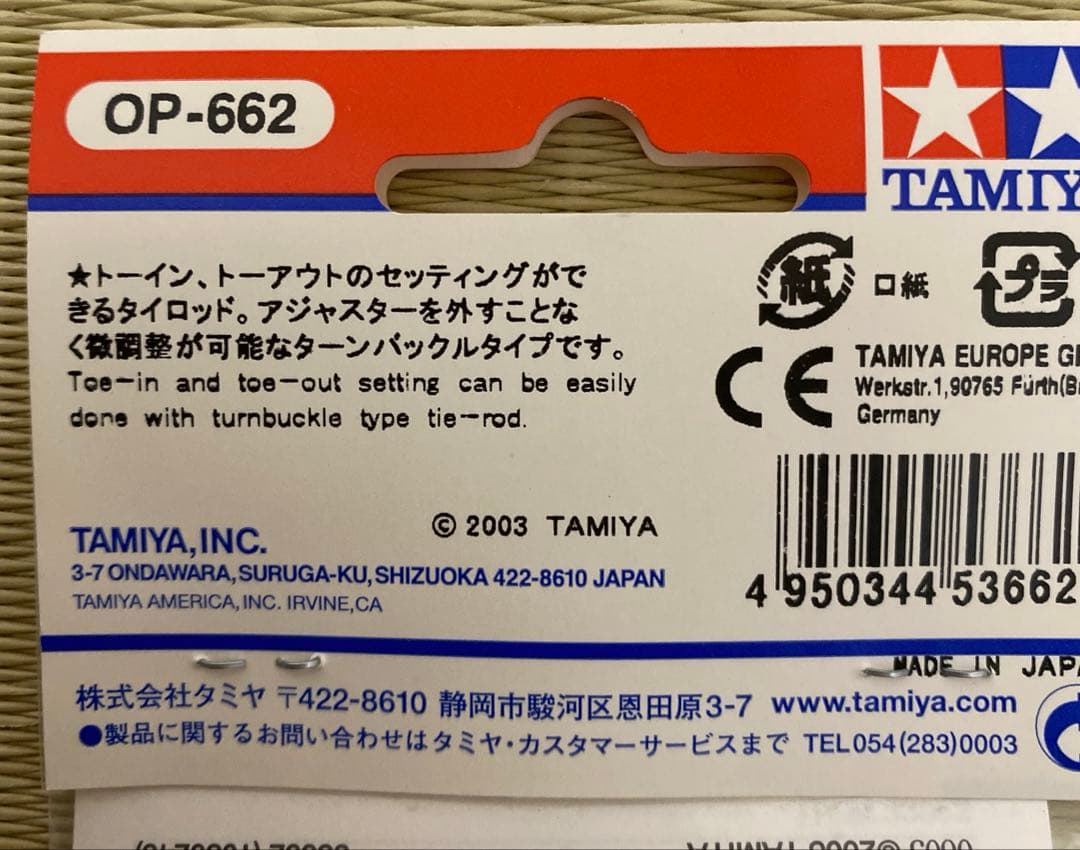 OP-662
TAMIY
★トーイン、トーアウトのセッティングがで
きるタイロッド。アジャスターを外すことな
く微調整が可能なターンバックルタイプです。
Toe-in and toe-out setting can be easily
done with turnbuckle type tie-rod.
紙 口紙
プラ
CE
TAMIYA EUROPE G
Werkstr.1,90765 Fürth(B
Germany
© 2003 TAMIYA
TAMIYA,INC.
3-7 ONDAWARA,SURUGA-KU,SHIZUOKA 422-8610 JAPAN
TAMIYA AMERICA,INC. IRVINE,CA
4 950344 53662
MADE IN JAP
株式会社タミヤ 〒422-8610 静岡市駿河区恩田原3-7 www.tamiya.com
●製品に関するお問い合わせはタミヤ・カスタマーサービスまで TEL054(283)0003